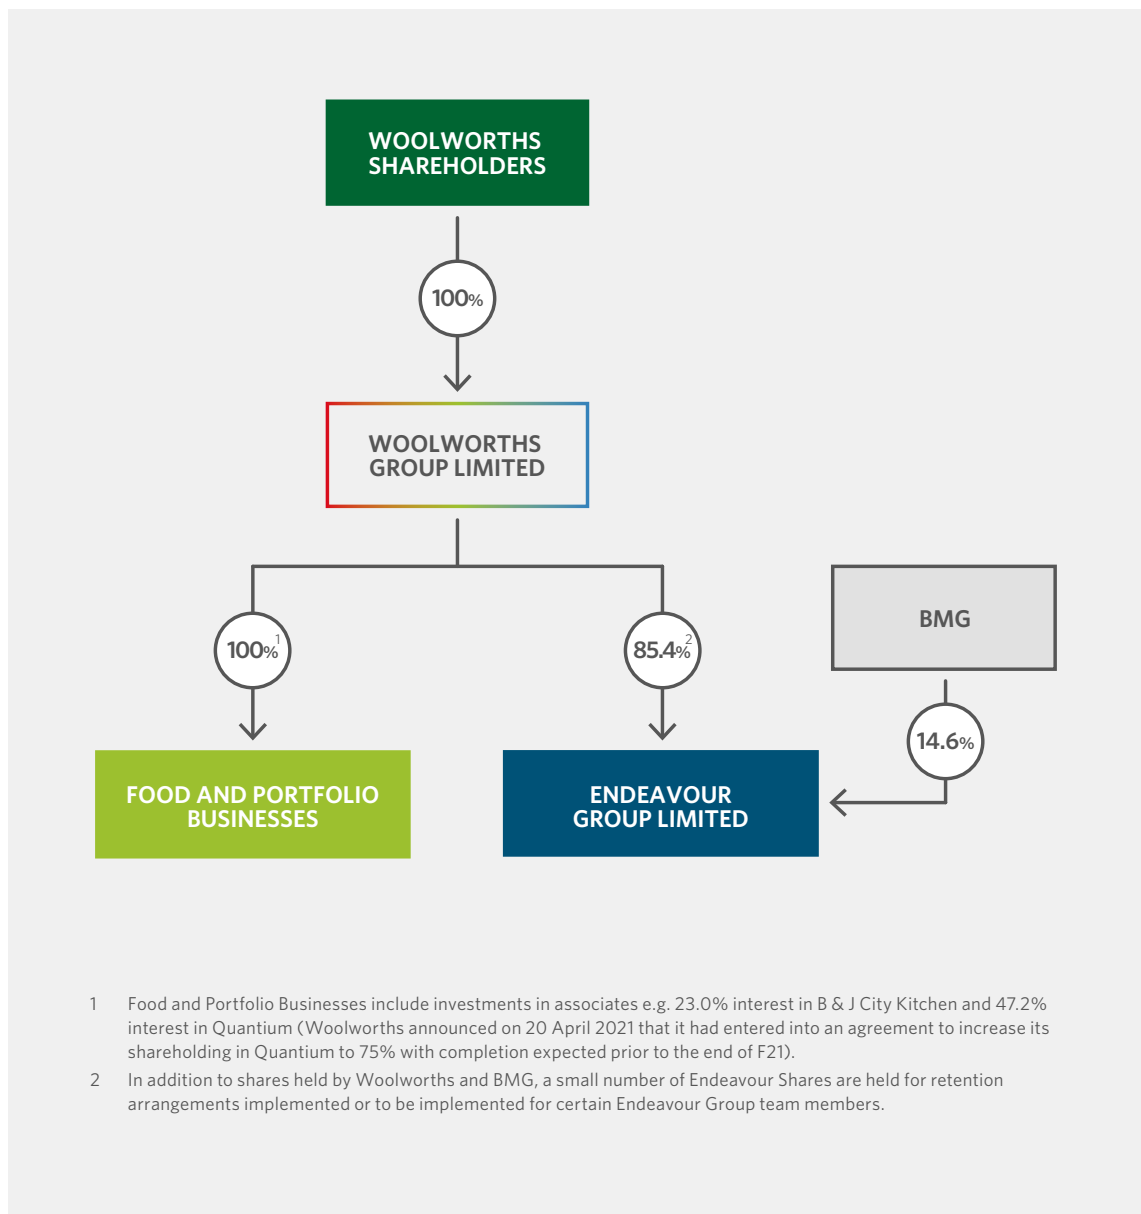 WOOLWORTHS
SHAREHOLDERS
100%
WOOLWORTHS
GROUP LIMITED
100%1
85.4%2
BMG
14.6%
FOOD AND PORTFOLIO
BUSINESSES
ENDEAVOUR
GROUP LIMITED
1 Food and Portfolio Businesses include investments in associates e.g. 23.0% interest in B & J City Kitchen and 47.2%
interest in Quantium (Woolworths announced on 20 April 2021 that it had entered into an agreement to increase its
shareholding in Quantium to 75% with completion expected prior to the end of F21).
2 In addition to shares held by Woolworths and BMG, a small number of Endeavour Shares are held for retention
arrangements implemented or to be implemented for certain Endeavour Group team members.